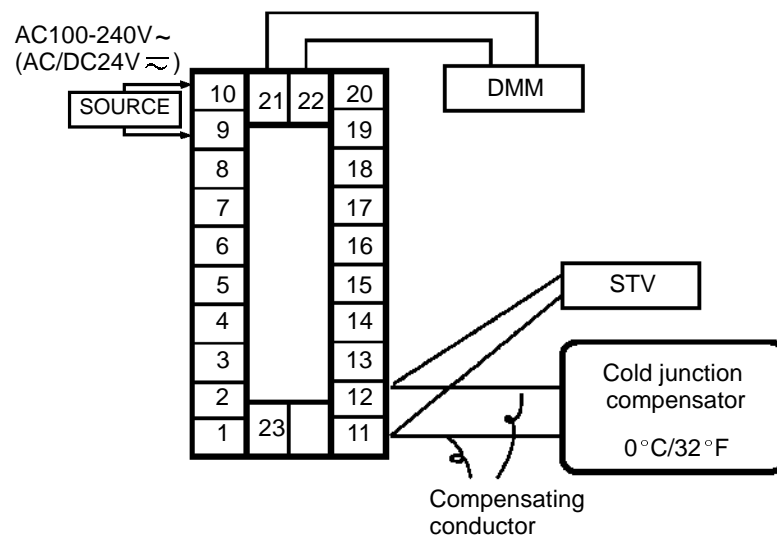 AC100-240V~
(AC/DC24V ⎓)
SOURCE
10
9
8
7
6
5
4
3
2
1
21 22
23
20
19
18
17
16
15
14
13
12
11
DMM
STV
Cold junction
compensator
0°C/32°F
Compensating
conductor